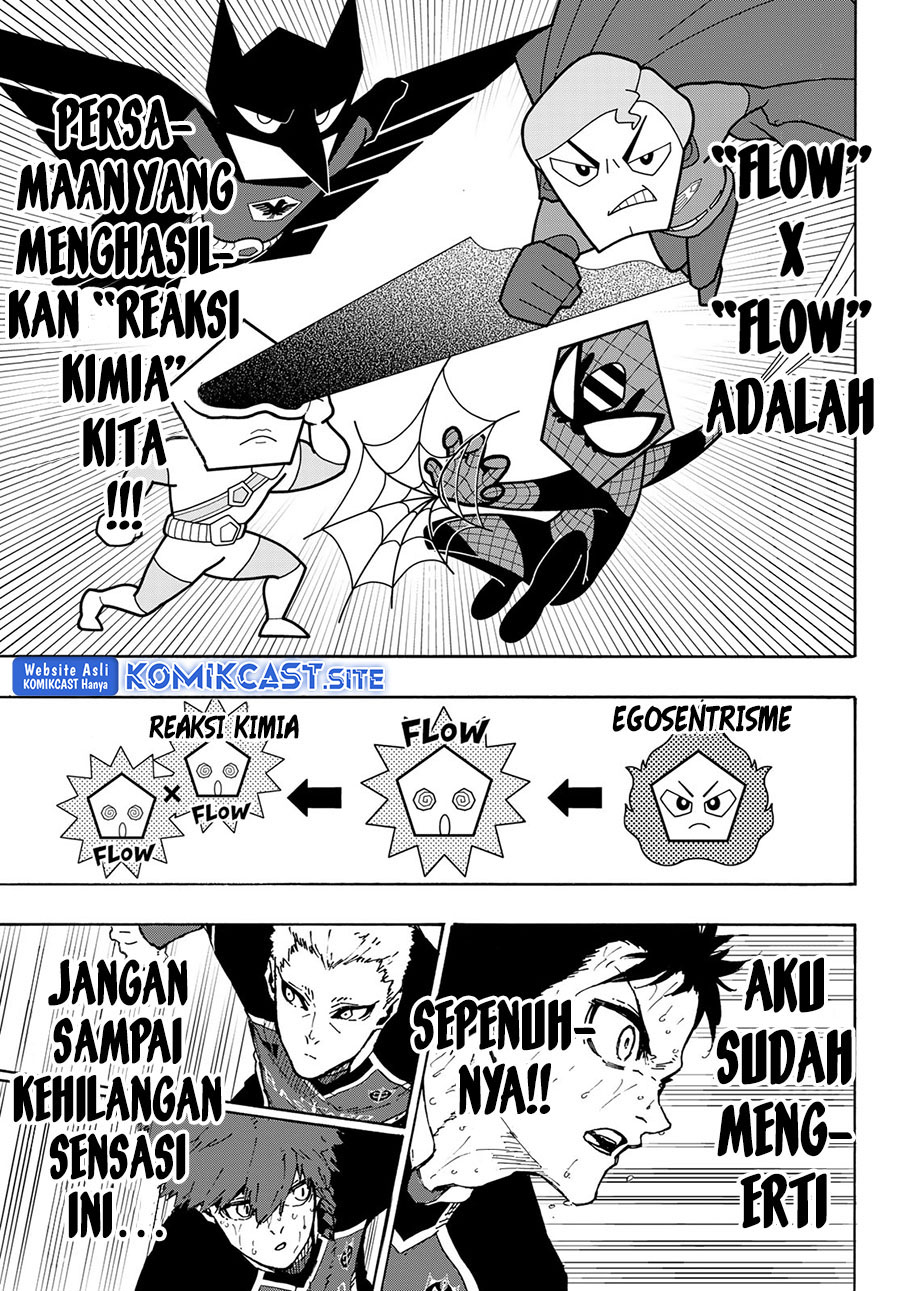 "FLOW"
X
"FLOW"
ADALAH
PERSA-
MAAN YANG
MENGHASIL-
KAN "REAKSI
KIMIA"
KITA
!!!
Website Asli
KOMIKCAST Hanya
KOMIKCAST.SITE
EGOSENTRISME
FLOW
REAKSI KIMIA
FLOW
×
FLOW
AKU
SUDAH
MENG-
ERTI
SEPENUH-
NYA!!
JANGAN
SAMPAI
KEHILANGAN
SENSASI
INI...